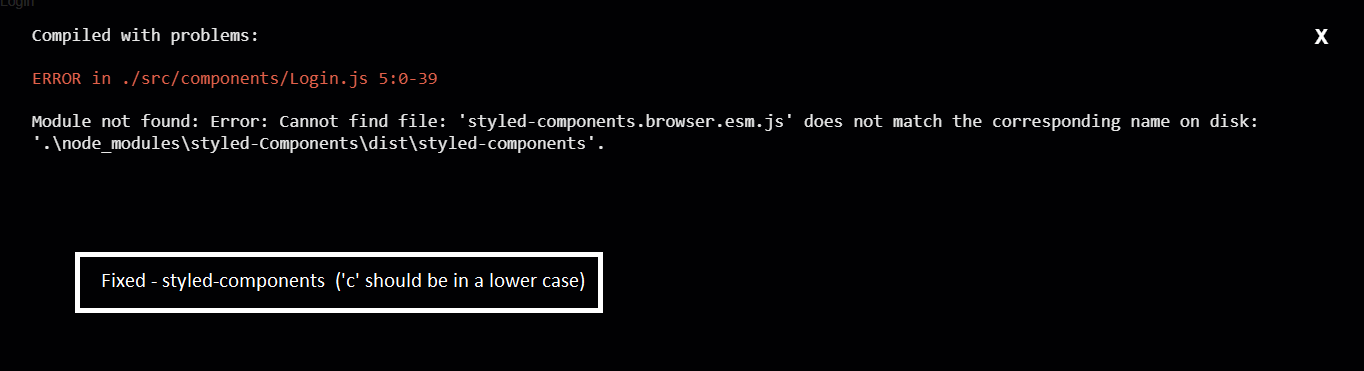 Login
Compiled with problems:
X
ERROR in ./src/components/Login.js 5:0-39
Module not found: Error: Cannot find file: 'styled-components.browser.esm.js' does not match the corresponding name on disk:
'.\node_modules\styled-Components\dist\styled-components'.
Fixed - styled-components ('c' should be in a lower case)